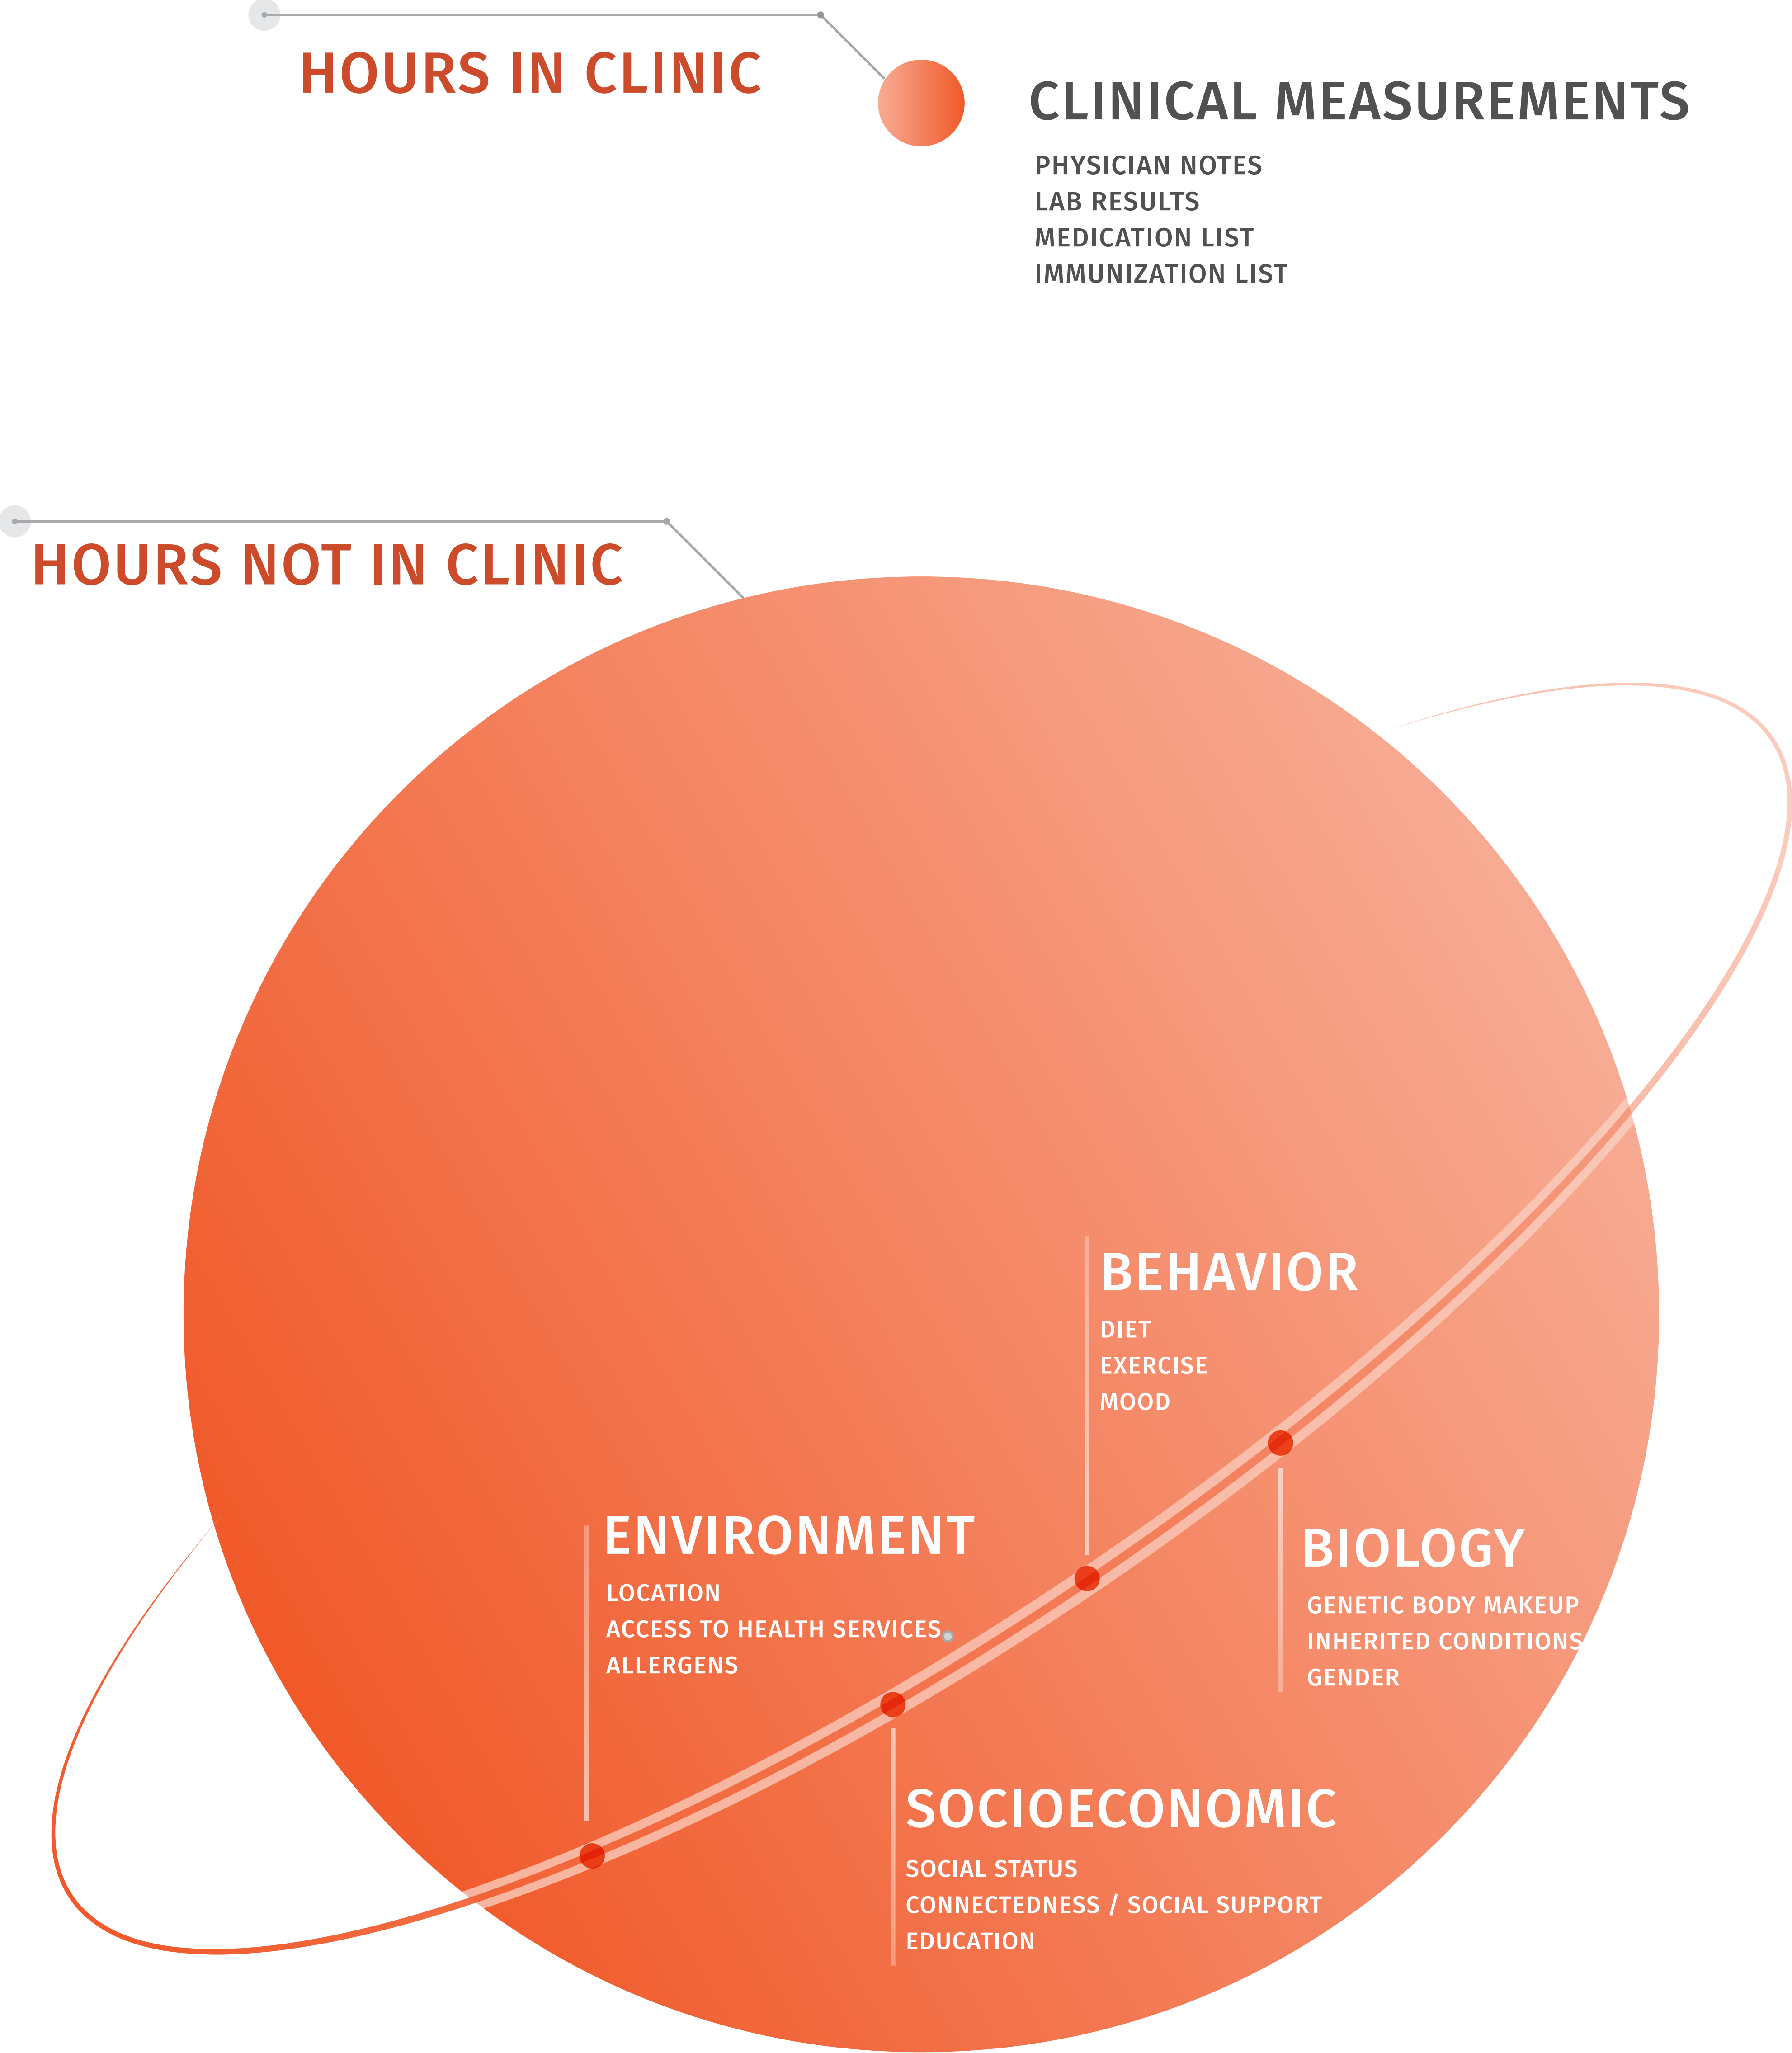 HOURS IN CLINIC
CLINICAL MEASUREMENTS
PHYSICIAN NOTES
LAB RESULTS
MEDICATION LIST
IMMUNIZATION LIST
HOURS NOT IN CLINIC
BEHAVIOR
DIET
EXERCISE
MOOD
ENVIRONMENT
LOCATION
ACCESS TO HEALTH SERVICES
ALLERGENS
BIOLOGY
GENETIC BODY MAKEUP
INHERITED CONDITIONS
GENDER
SOCIOECONOMIC
SOCIAL STATUS
CONNECTEDNESS / SOCIAL SUPPORT
EDUCATION